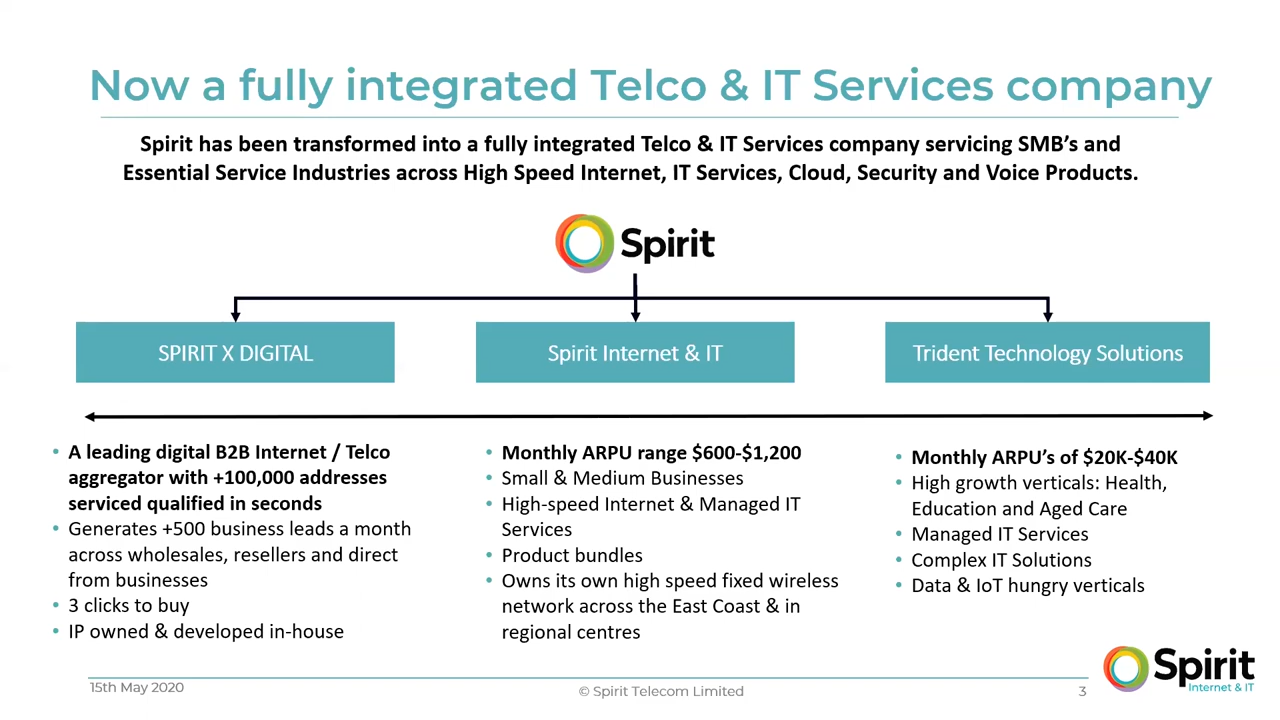 Now a fully integrated Telco & IT Services company
Spirit has been transformed into a fully integrated Telco & IT Services company servicing SMB's and
Essential Service Industries across High Speed Internet, IT Services, Cloud, Security and Voice Products.
Spirit
SPIRIT X DIGITAL
Spirit Internet & IT
Trident Technology Solutions
• A leading digital B2B Internet / Telco
aggregator with +100,000 addresses
serviced qualified in seconds
• Generates +500 business leads a month
across wholesales, resellers and direct
from businesses
• 3 clicks to buy
• IP owned & developed in-house
• Monthly ARPU range $600-$1,200
• Small & Medium Businesses
• High-speed Internet & Managed IT
Services
• Product bundles
• Owns its own high speed fixed wireless
network across the East Coast & in
regional centres
• Monthly ARPU's of $20K-$40K
• High growth verticals: Health,
Education and Aged Care
• Managed IT Services
• Complex IT Solutions
• Data & IoT hungry verticals
15th May 2020
© Spirit Telecom Limited
3
Spirit
Internet & IT